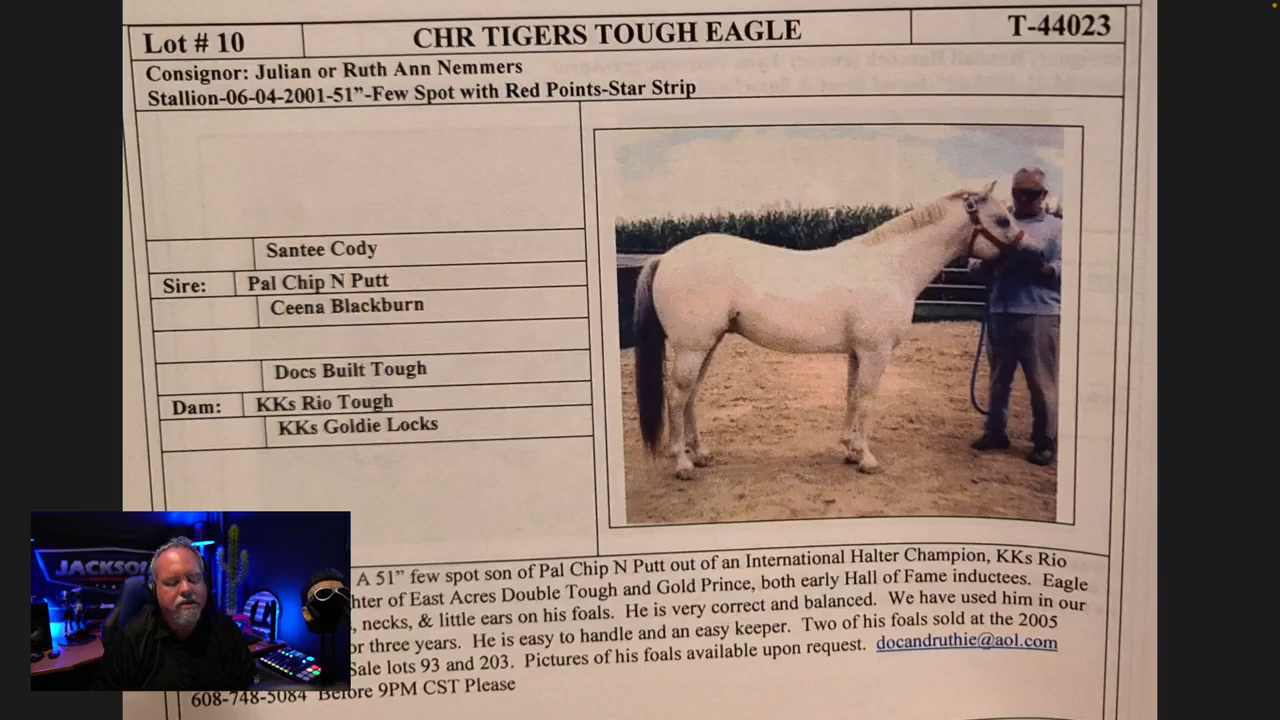 Lot # 10
CHR TIGERS TOUGH EAGLE
T-44023
Consignor: Julian or Ruth Ann Nemmers
Stallion-06-04-2001-51”-Few Spot with Red Points-Star Strip
Santee Cody
Sire: Pal Chip N Putt
Ceena Blackburn
Docs Built Tough
Dam: KKs Rio Tough
KKs Goldie Locks
A 51” few spot son of Pal Chip N Putt out of an International Halter Champion, KKs Rio
hter of East Acres Double Tough and Gold Prince, both early Hall of Fame inductees. Eagle
, necks, & little ears on his foals. He is very correct and balanced. We have used him in our
or three years. He is easy to handle and an easy keeper. Two of his foals sold at the 2005
Sale lots 93 and 203. Pictures of his foals available upon request. docandruthie@aol.com
608-748-5084 Before 9PM CST Please
JACKSO